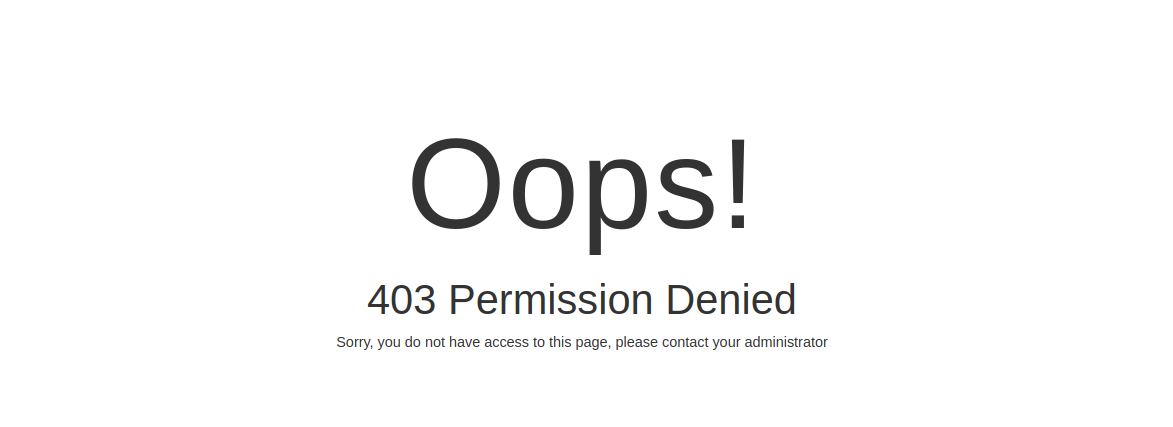 Oops!
403 Permission Denied
Sorry, you do not have access to this page, please contact your administrator